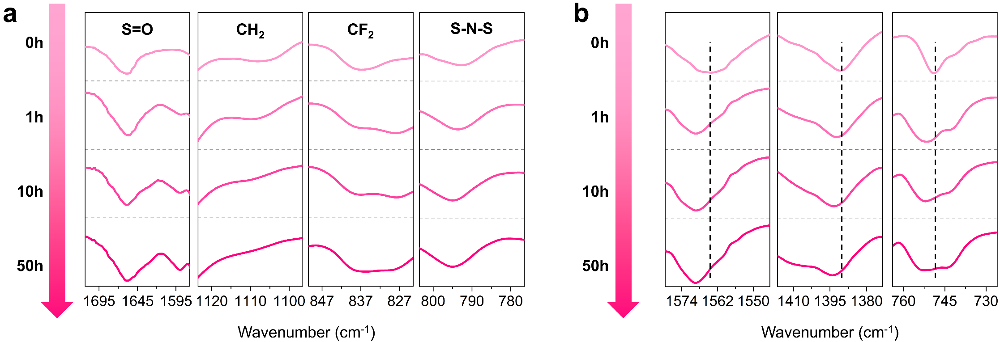 a
b
S=O
CH₂
CF₂
S-N-S
0h
0h
1h
1h
10h
10h
50h
50h
1695 1645 1595 1120 1110 1100 847 837 827 800 790 780
1574 1562 1550 1410 1395 1380 760 745 730
Wavenumber (cm⁻¹)
Wavenumber (cm⁻¹)